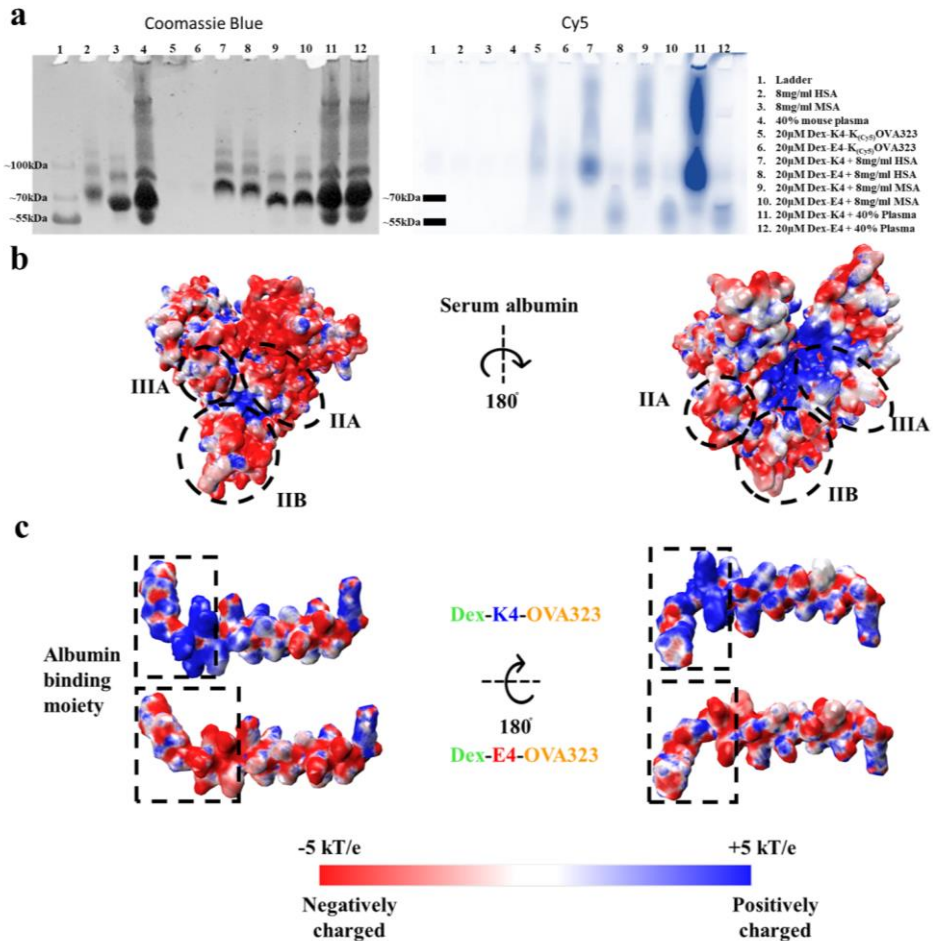 a
Coomassie Blue
Cy5
1 2 3 4 5 6 7 8 9 10 11 12
1 2 3 4 5 6 7 8 9 10 11 12
~100kDa
~70kDa
~55kDa
~70kDa
~55kDa
1. Ladder
2. 8mg/ml HSA
3. 8mg/ml MSA
4. 40% mouse plasma
5. 20µM Dex-K4-K(Cy5)OVA323
6. 20µM Dex-E4-K(Cy5)OVA323
7. 20µM Dex-K4 + 8mg/ml HSA
8. 20µM Dex-E4 + 8mg/ml HSA
9. 20µM Dex-K4 + 8mg/ml MSA
10. 20µM Dex-E4 + 8mg/ml MSA
11. 20µM Dex-K4 + 40% Plasma
12. 20µM Dex-E4 + 40% Plasma
b
Serum albumin
180°
IIIA
IIA
IIB
IIA
IIIA
IIB
c
Albumin
binding
moiety
Dex-K4-OVA323
180°
Dex-E4-OVA323
-5 kT/e
+5 kT/e
Negatively
charged
Positively
charged